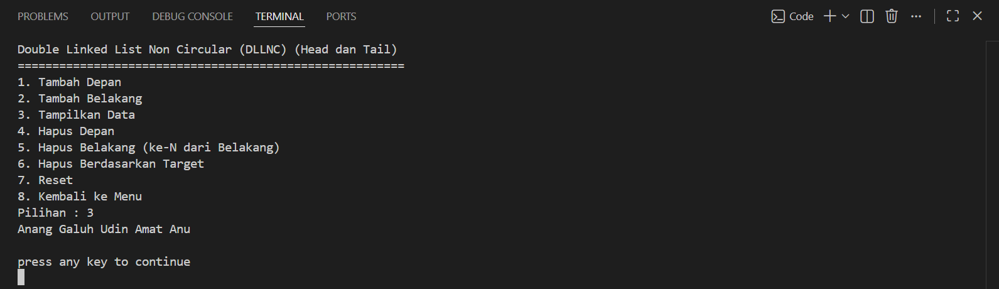 PROBLEMS OUTPUT DEBUG CONSOLE TERMINAL PORTS Code
Double Linked List Non Circular (DLLNC) (Head dan Tail)
========================================================
1. Tambah Depan
2. Tambah Belakang
3. Tampilkan Data
4. Hapus Depan
5. Hapus Belakang (ke-N dari Belakang)
6. Hapus Berdasarkan Target
7. Reset
8. Kembali ke Menu
Pilihan : 3
Anang Galuh Udin Amat Anu
press any key to continue